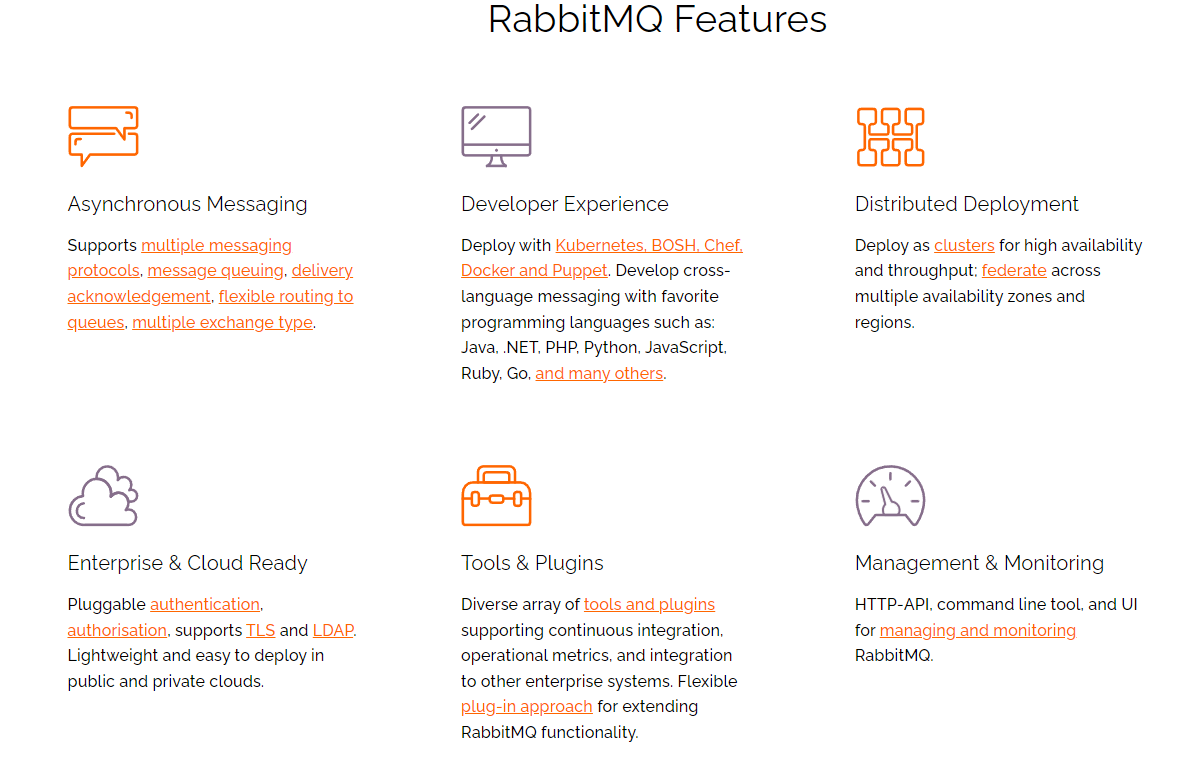 RabbitMQ Features
Asynchronous Messaging
Supports multiple messaging
protocols, message queuing, delivery
acknowledgement, flexible routing to
queues, multiple exchange type.
Developer Experience
Deploy with Kubernetes, BOSH, Chef,
Docker and Puppet. Develop cross-
language messaging with favorite
programming languages such as:
Java, .NET, PHP, Python, JavaScript,
Ruby, Go, and many others.
Distributed Deployment
Deploy as clusters for high availability
and throughput; federate across
multiple availability zones and
regions.
Enterprise & Cloud Ready
Pluggable authentication,
authorisation, supports TLS and LDAP.
Lightweight and easy to deploy in
public and private clouds.
Tools & Plugins
Diverse array of tools and plugins
supporting continuous integration,
operational metrics, and integration
to other enterprise systems. Flexible
plug-in approach for extending
RabbitMQ functionality.
Management & Monitoring
HTTP-API, command line tool, and UI
for managing and monitoring
RabbitMQ.